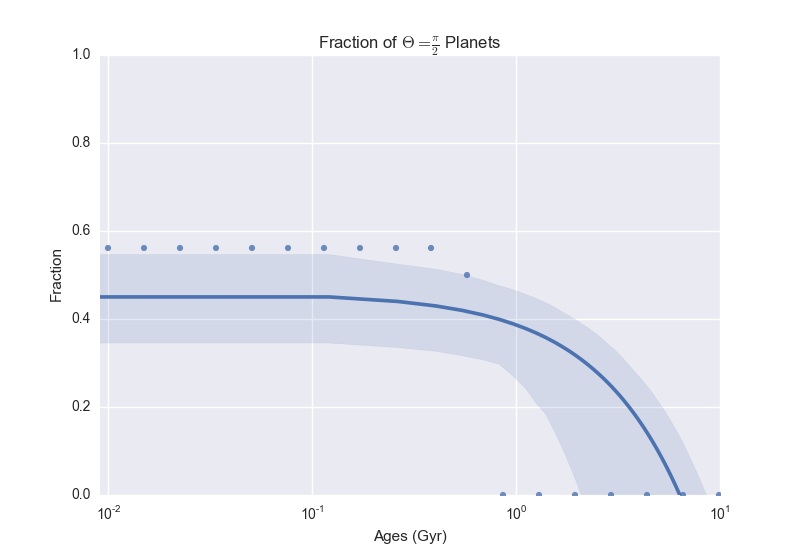 Fraction of Θ = π/2 Planets
1.0
0.8
0.6
0.4
0.2
0.0
Fraction
10^-2 10^-1 10^0 10^1
Ages (Gyr)